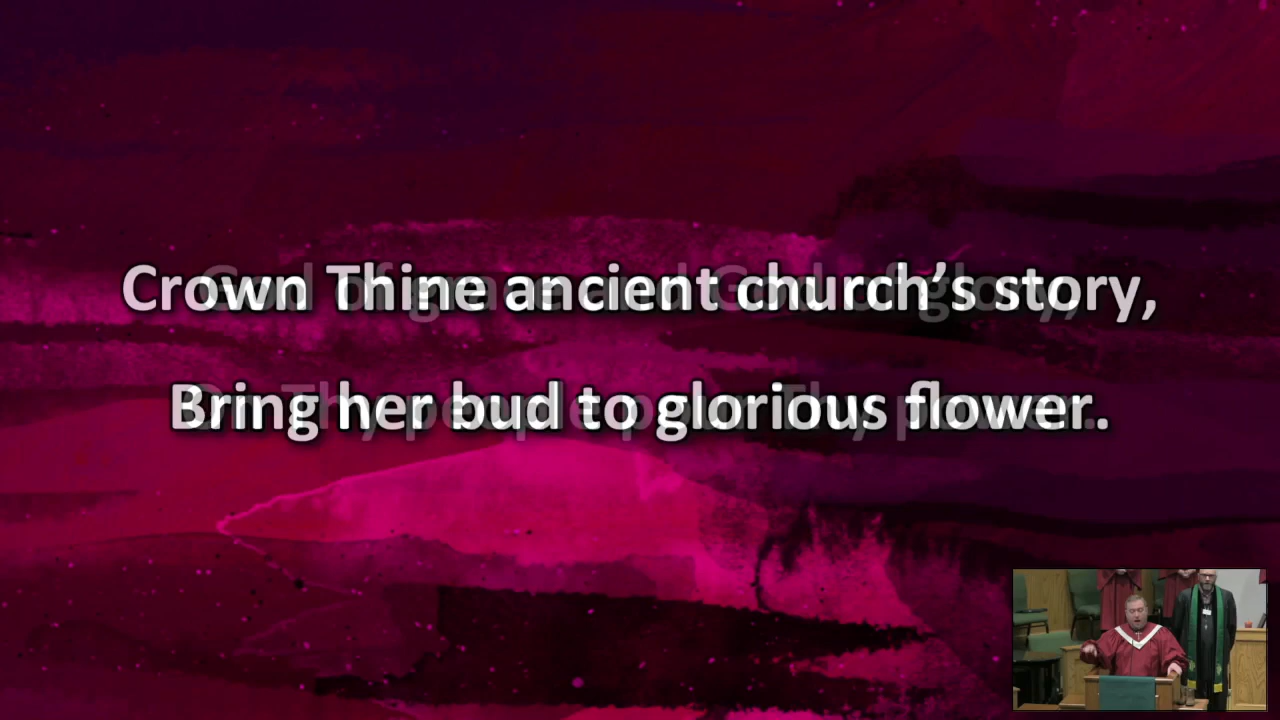 Crown Thine ancient church’s story,
Bring her bud to glorious flower.